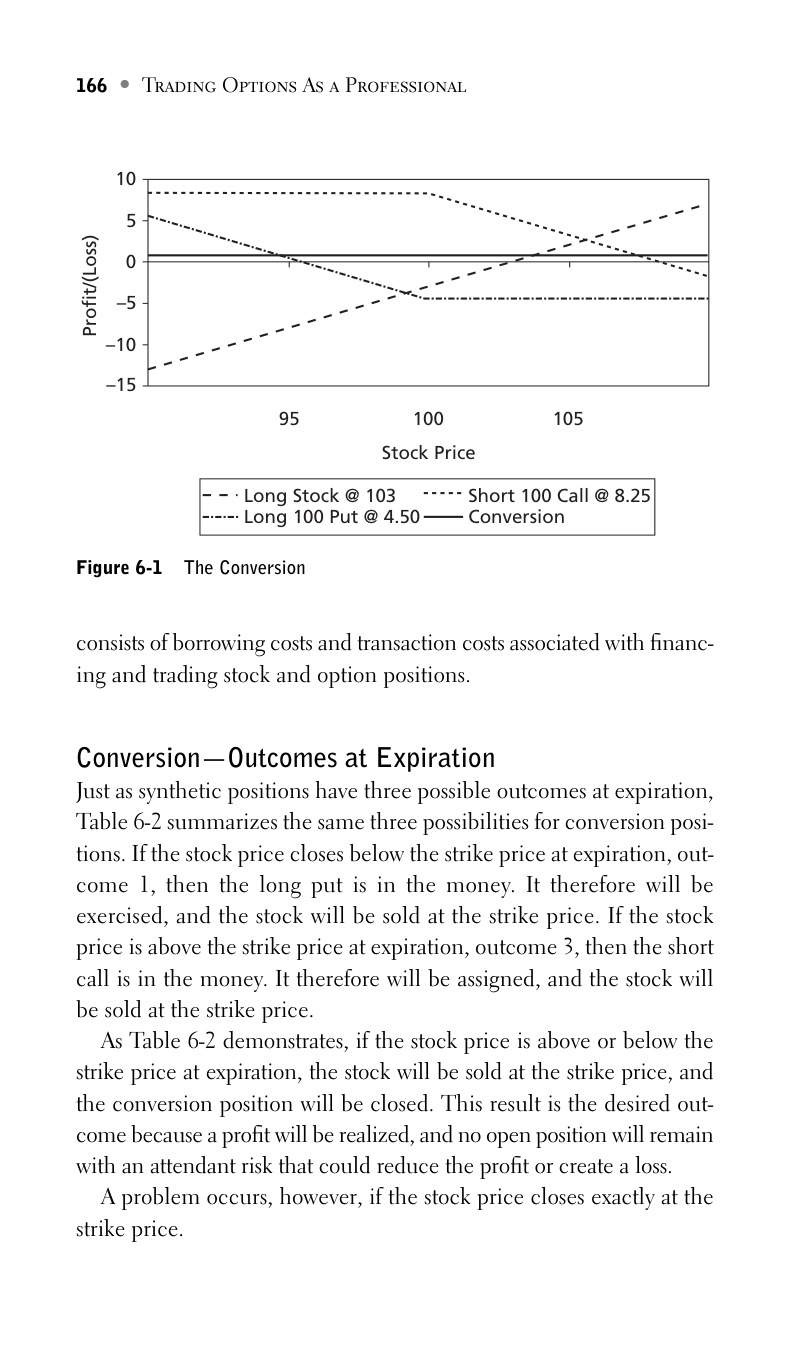 166 • Trading Options As a Professional
10
5
0
–5
–10
–15
Profit/(Loss)
95 100 105
Stock Price
Long Stock @ 103 Short 100 Call @ 8.25
Long 100 Put @ 4.50 Conversion
Figure 6-1 The Conversion
consists of borrowing costs and transaction costs associated with financ-
ing and trading stock and option positions.
Conversion—Outcomes at Expiration
Just as synthetic positions have three possible outcomes at expiration,
Table 6-2 summarizes the same three possibilities for conversion posi-
tions. If the stock price closes below the strike price at expiration, out-
come 1, then the long put is in the money. It therefore will be
exercised, and the stock will be sold at the strike price. If the stock
price is above the strike price at expiration, outcome 3, then the short
call is in the money. It therefore will be assigned, and the stock will
be sold at the strike price.
As Table 6-2 demonstrates, if the stock price is above or below the
strike price at expiration, the stock will be sold at the strike price, and
the conversion position will be closed. This result is the desired out-
come because a profit will be realized, and no open position will remain
with an attendant risk that could reduce the profit or create a loss.
A problem occurs, however, if the stock price closes exactly at the
strike price.